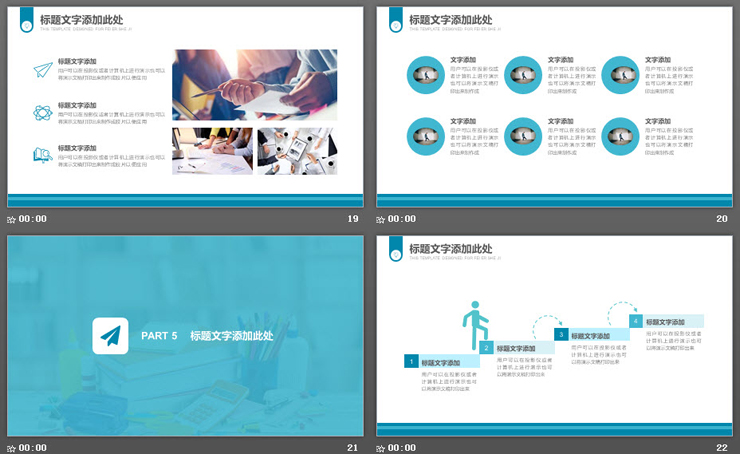 标题文字添加此处
THIS TEMPLATE DESIGNED FUR FEI ER SHE JI
标题文字添加
用户可以在投影仪或者计算机上进行演示也可以
将演示文稿打印出来制作成胶片以便应用
标题文字添加
用户可以在投影仪或者计算机上进行演示也可以
将演示文稿打印出来制作成胶片以便应用
标题文字添加
用户可以在投影仪或者计算机上进行演示也可以
将演示文稿打印出来制作成胶片以便应用
00:00
19
标题文字添加此处
THIS TEMPLATE DESIGNED FUR FEI ER SHE JI
文字添加
用户可以在投影仪或
者计算机上进行演示
也可以将演示文稿打
印出来制作成
文字添加
用户可以在投影仪或
者计算机上进行演示
也可以将演示文稿打
印出来制作成
文字添加
用户可以在投影仪或
者计算机上进行演示
也可以将演示文稿打
印出来制作成
文字添加
用户可以在投影仪或
者计算机上进行演示
也可以将演示文稿打
印出来制作成
文字添加
用户可以在投影仪或
者计算机上进行演示
也可以将演示文稿打
印出来制作成
文字添加
用户可以在投影仪或
者计算机上进行演示
也可以将演示文稿打
印出来制作成
00:00
20
PART 5 标题文字添加此处
00:00
21
标题文字添加此处
THIS TEMPLATE DESIGNED FUR FEI ER SHE JI
1 标题文字添加
用户可以在投影仪或者
计算机上进行演示也可
以将演示文稿打印出来
2 标题文字添加
用户可以在投影仪或者
计算机上进行演示也可
以将演示文稿打印出来
3 标题文字添加
用户可以在投影仪或者
计算机上进行演示也可
以将演示文稿打印出来
4 标题文字添加
用户可以在投影仪或者
计算机上进行演示也可
以将演示文稿打印出来
00:00
22